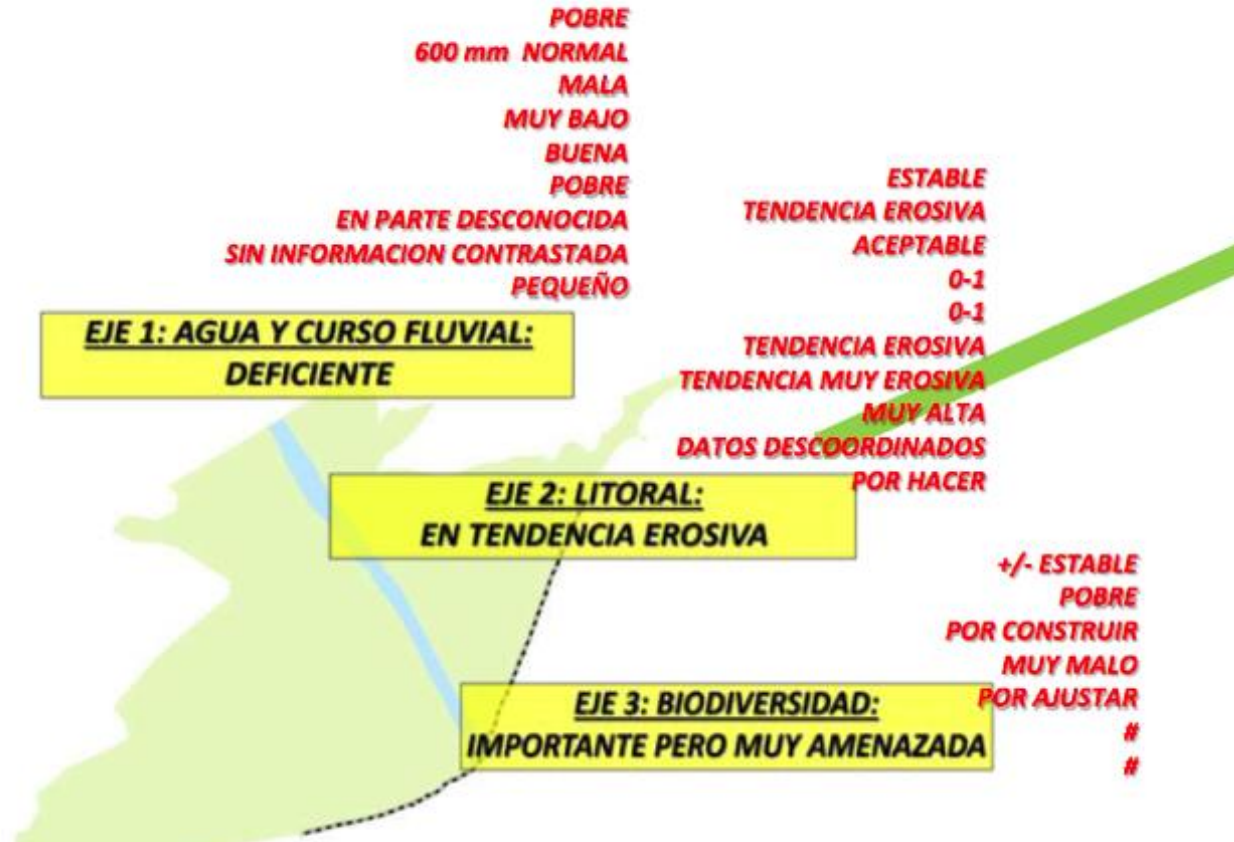 POBRE
600 mm NORMAL
MALA
MUY BAJO
BUENA
POBRE
EN PARTE DESCONOCIDA
SIN INFORMACION CONTRASTADA
PEQUEÑO
EJE 1: AGUA Y CURSO FLUVIAL:
DEFICIENTE
ESTABLE
TENDENCIA EROSIVA
ACEPTABLE
0-1
0-1
TENDENCIA EROSIVA
TENDENCIA MUY EROSIVA
MUY ALTA
DATOS DESCOORDINADOS
POR HACER
EJE 2: LITORAL:
EN TENDENCIA EROSIVA
+/- ESTABLE
POBRE
POR CONSTRUIR
MUY MALO
POR AJUSTAR
#
#
EJE 3: BIODIVERSIDAD:
IMPORTANTE PERO MUY AMENAZADA